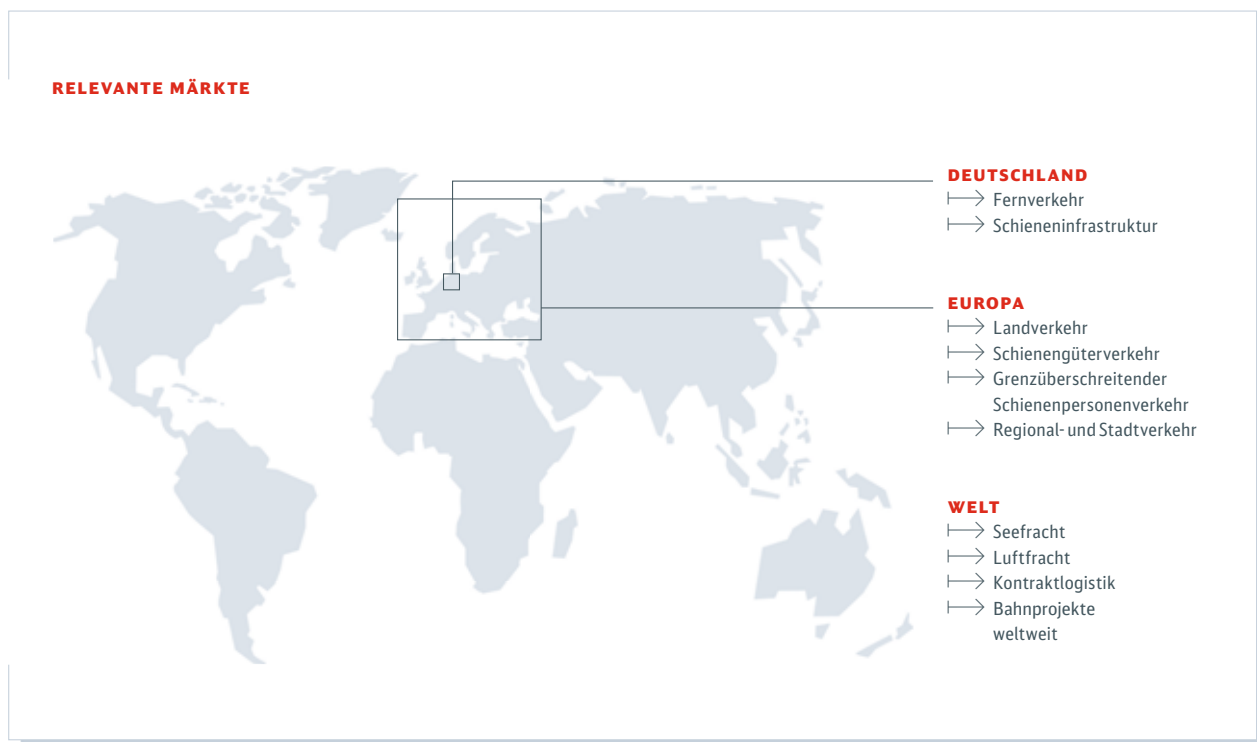 RELEVANTE MÄRKTE
DEUTSCHLAND
Fernverkehr
Schieneninfrastruktur
EUROPA
Landverkehr
Schienengüterverkehr
Grenzüberschreitender
Schienenpersonenverkehr
Regional- und Stadtverkehr
WELT
Seefracht
Luftfracht
Kontraktlogistik
Bahnprojekte
weltweit